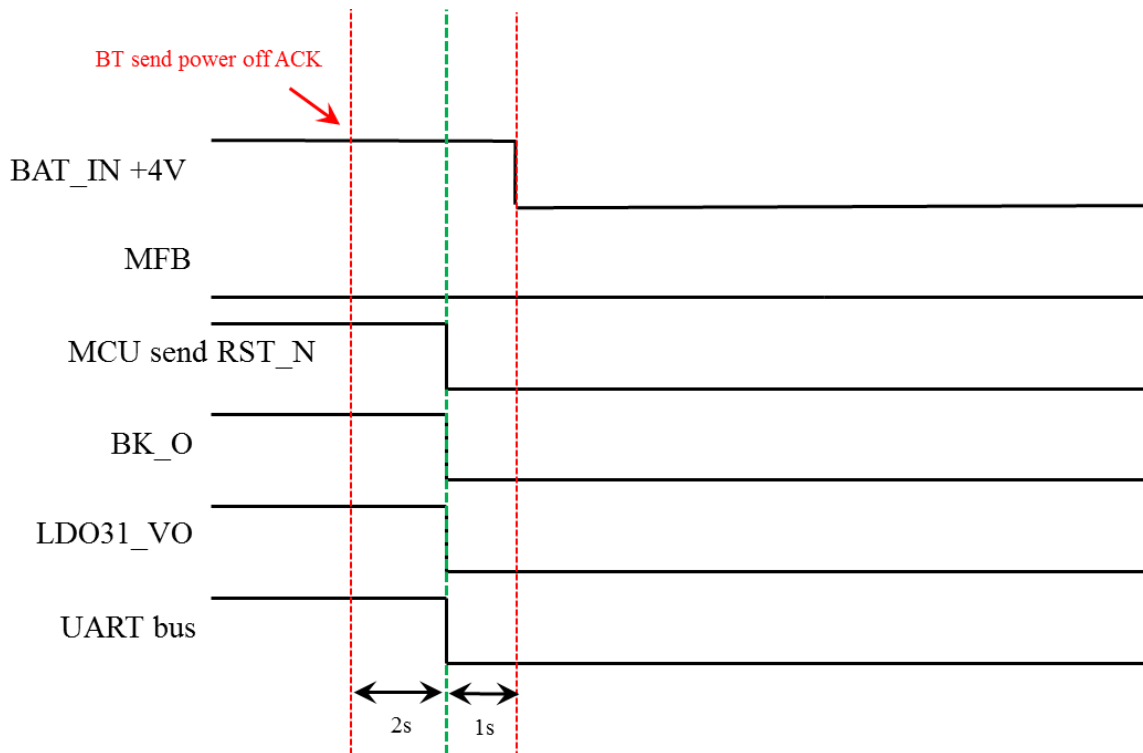 BT send power off ACK
BAT_IN +4V
MFB
MCU send RST_N
BK_O
LDO31_VO
UART bus
2s
1s